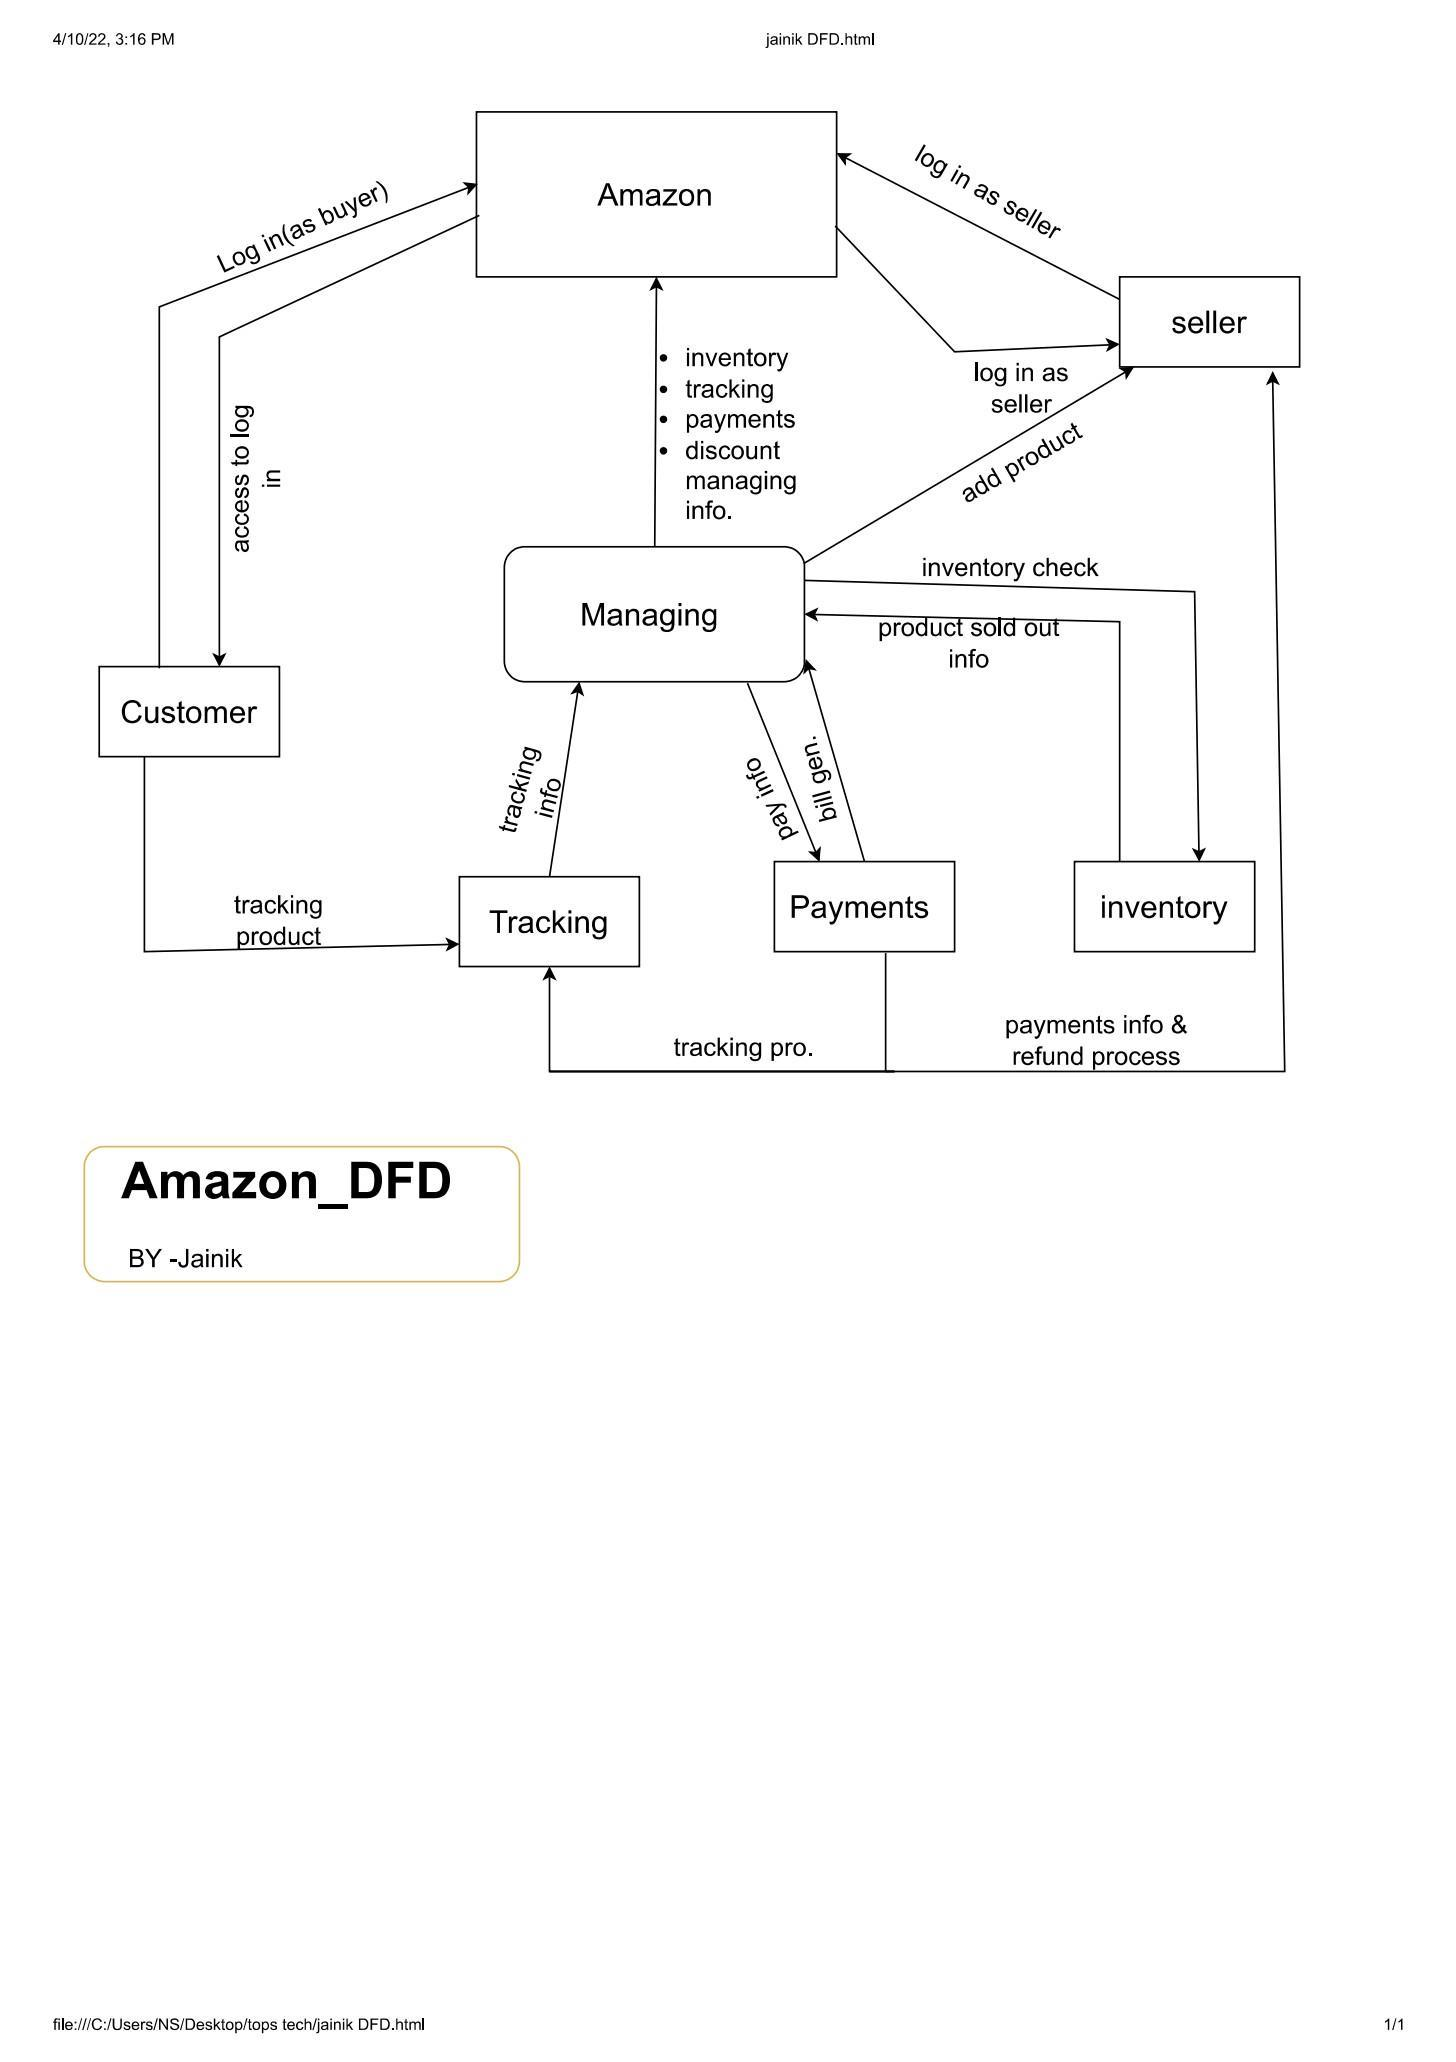 4/10/22, 3:16 PM
jainik DFD.html
Amazon
Log in(as buyer)
log in as seller
seller
log in as
seller
• inventory
• tracking
• payments
• discount
managing
info.
access to log
in
add product
Managing
inventory check
product sold out
info
Customer
tracking
info
pay info
bill gen.
tracking
product
Tracking
Payments
inventory
tracking pro.
payments info &
refund process
Amazon_DFD
BY -Jainik
file:///C:/Users/NS/Desktop/tops tech/jainik DFD.html
1/1